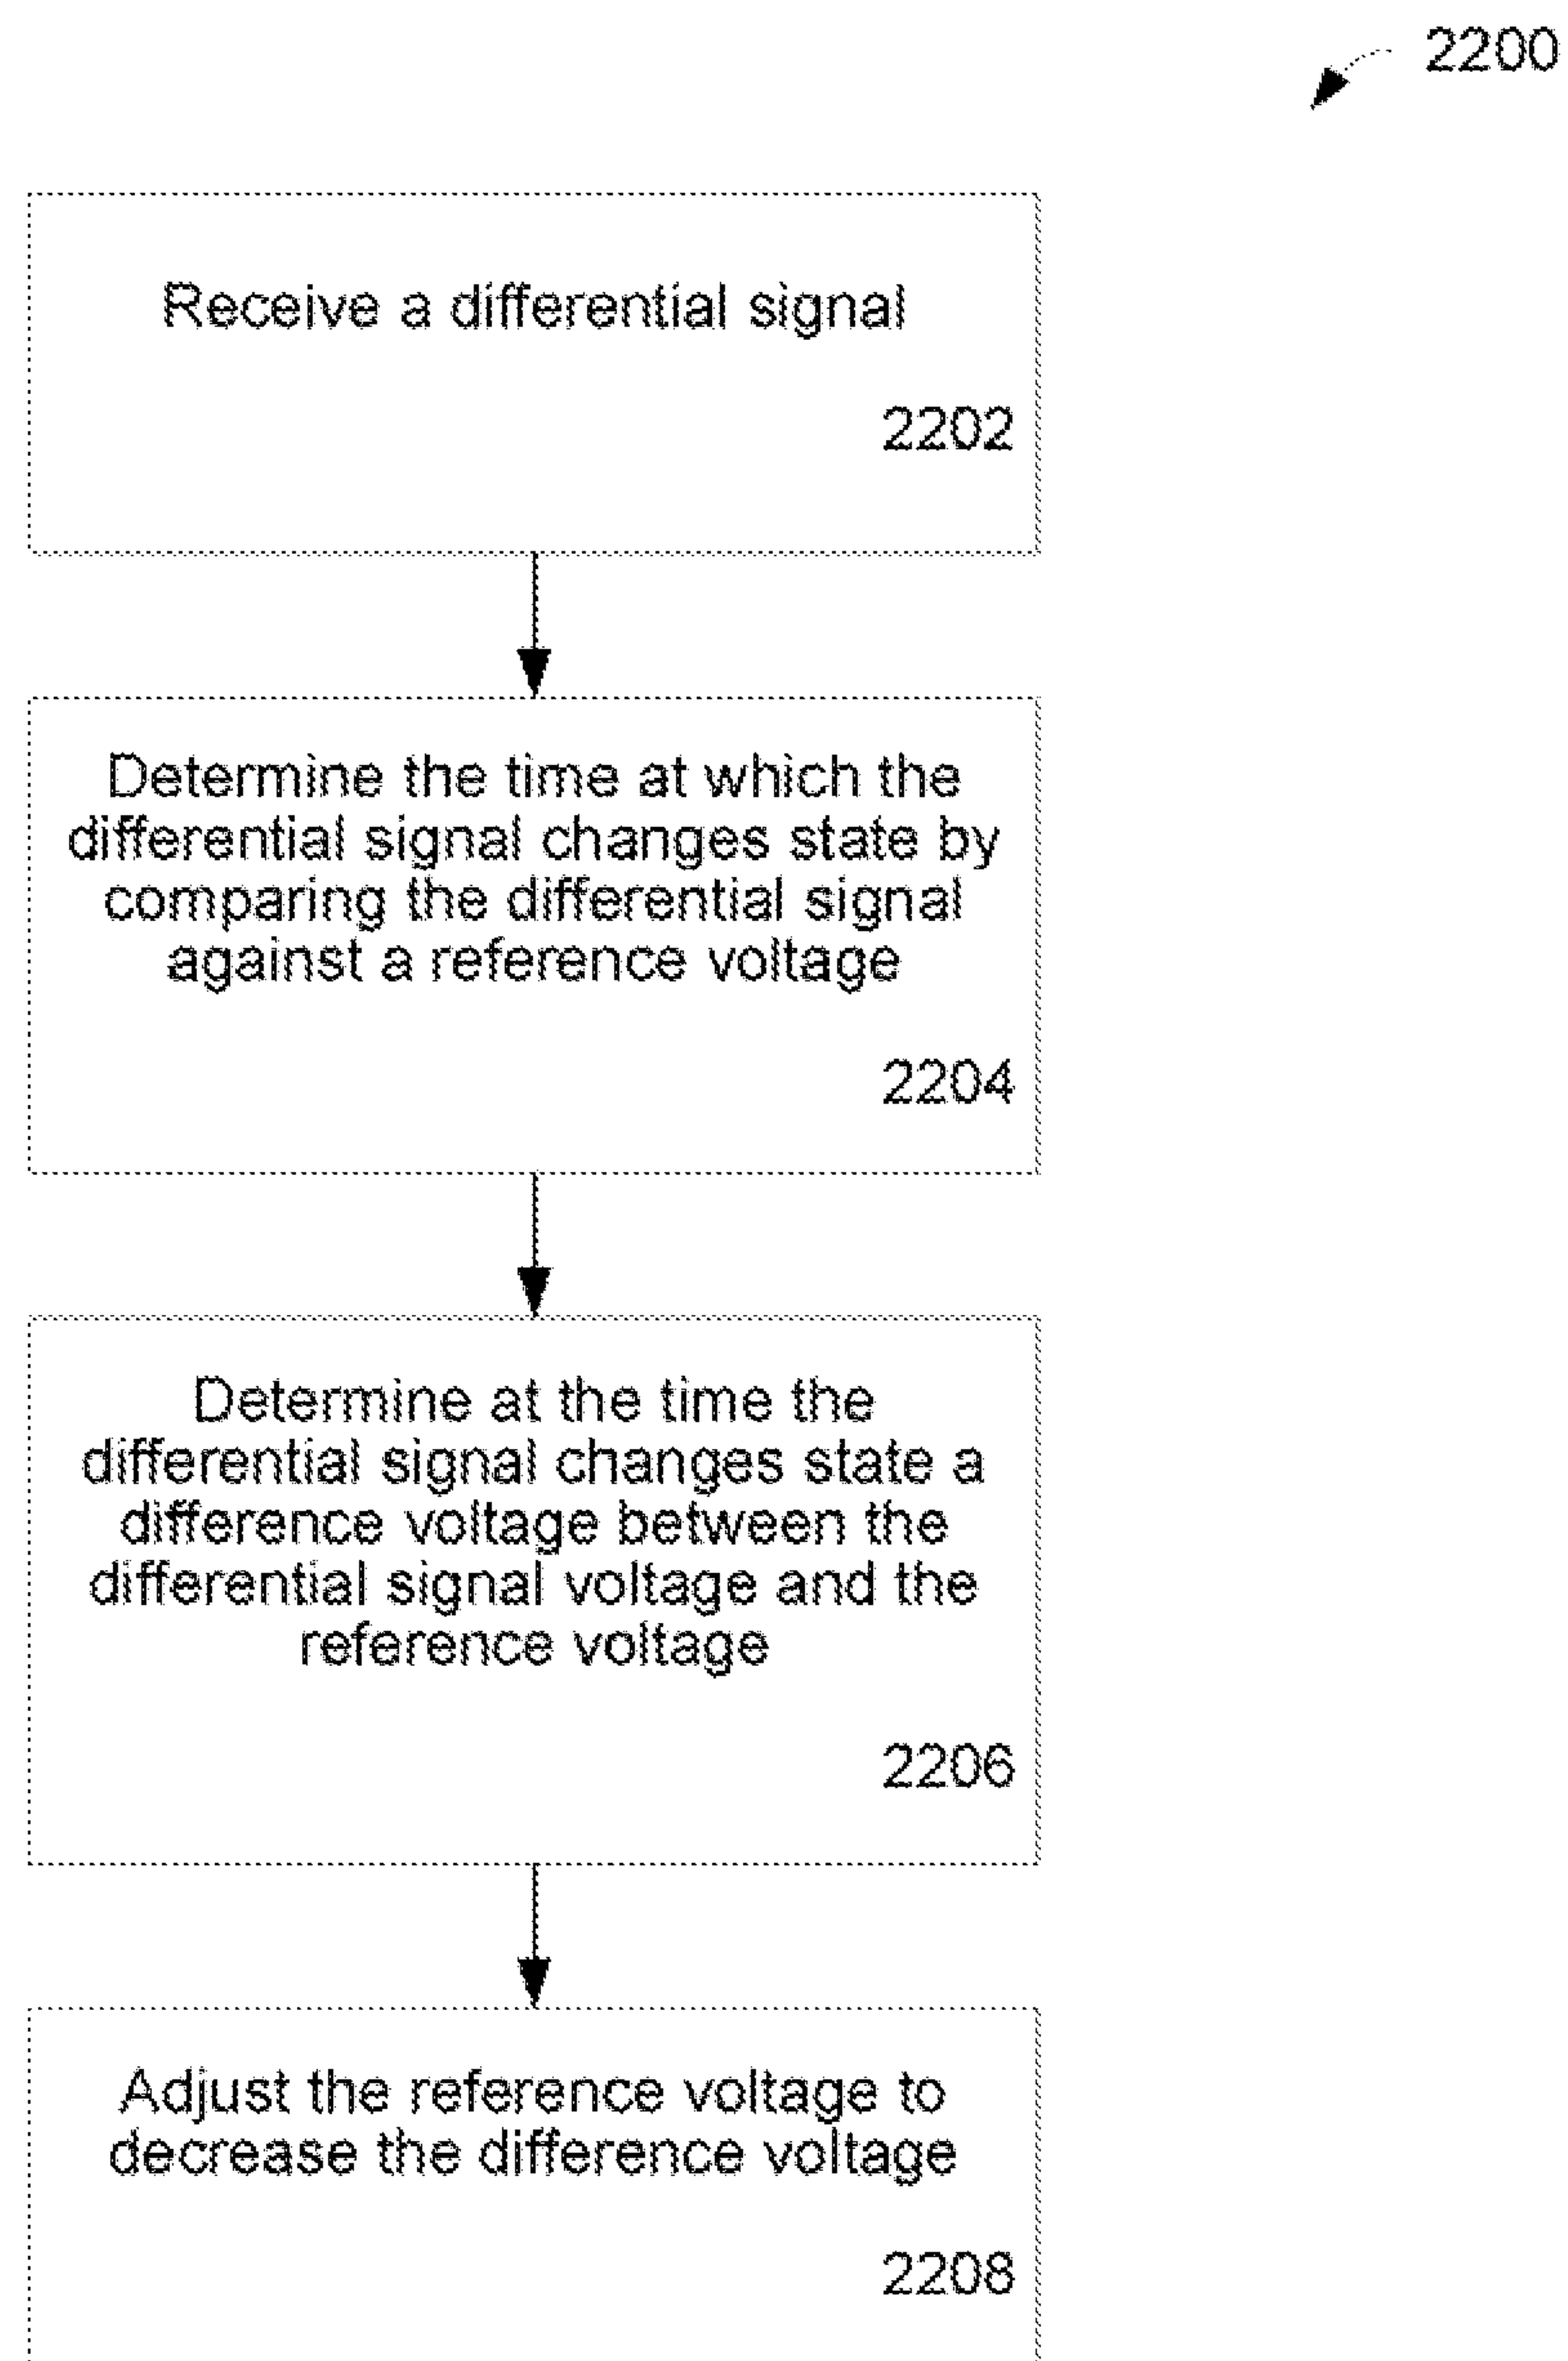 2200
Receive a differential signal
2202
Determine the time at which the
differential signal changes state by
comparing the differential signal
against a reference voltage
2204
Determine at the time the
differential signal changes state a
difference voltage between the
differential signal voltage and the
reference voltage
2206
Adjust the reference voltage to
decrease the difference voltage
2208